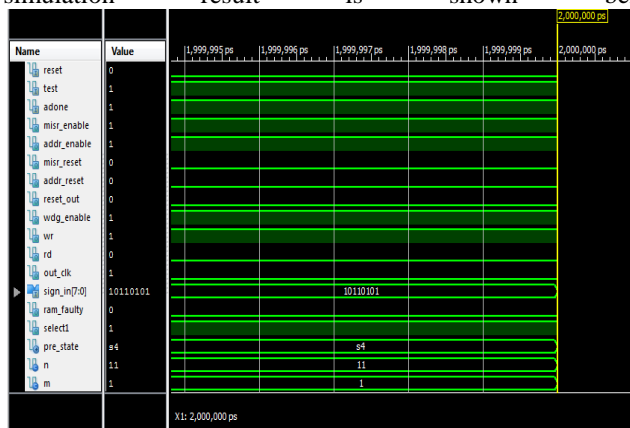 simulation result is shown be
2,000,000 ps
Name Value 1,999,995 ps 1,999,996 ps 1,999,997 ps 1,999,998 ps 1,999,999 ps 2,000,000 ps
reset 0
test 1
adone 1
misr_enable 1
addr_enable 1
misr_reset 0
addr_reset 0
reset_out 0
wdg_enable 1
wr 1
rd 0
out_clk 1
sign_in[7:0] 10110101 10110101
ram_faulty 0
select1 1
pre_state s4 s4
n 11 11
m 1 1
X1: 2,000,000 ps